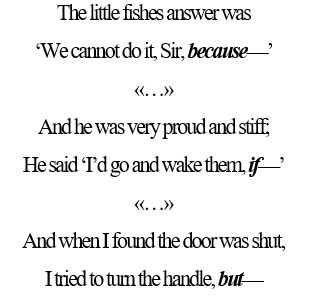 The little fishes answer was
‘We cannot do it, Sir, because—’
«…»
And he was very proud and stiff;
He said ‘I’d go and wake them, if—’
«…»
And when I found the door was shut,
I tried to turn the handle, but—